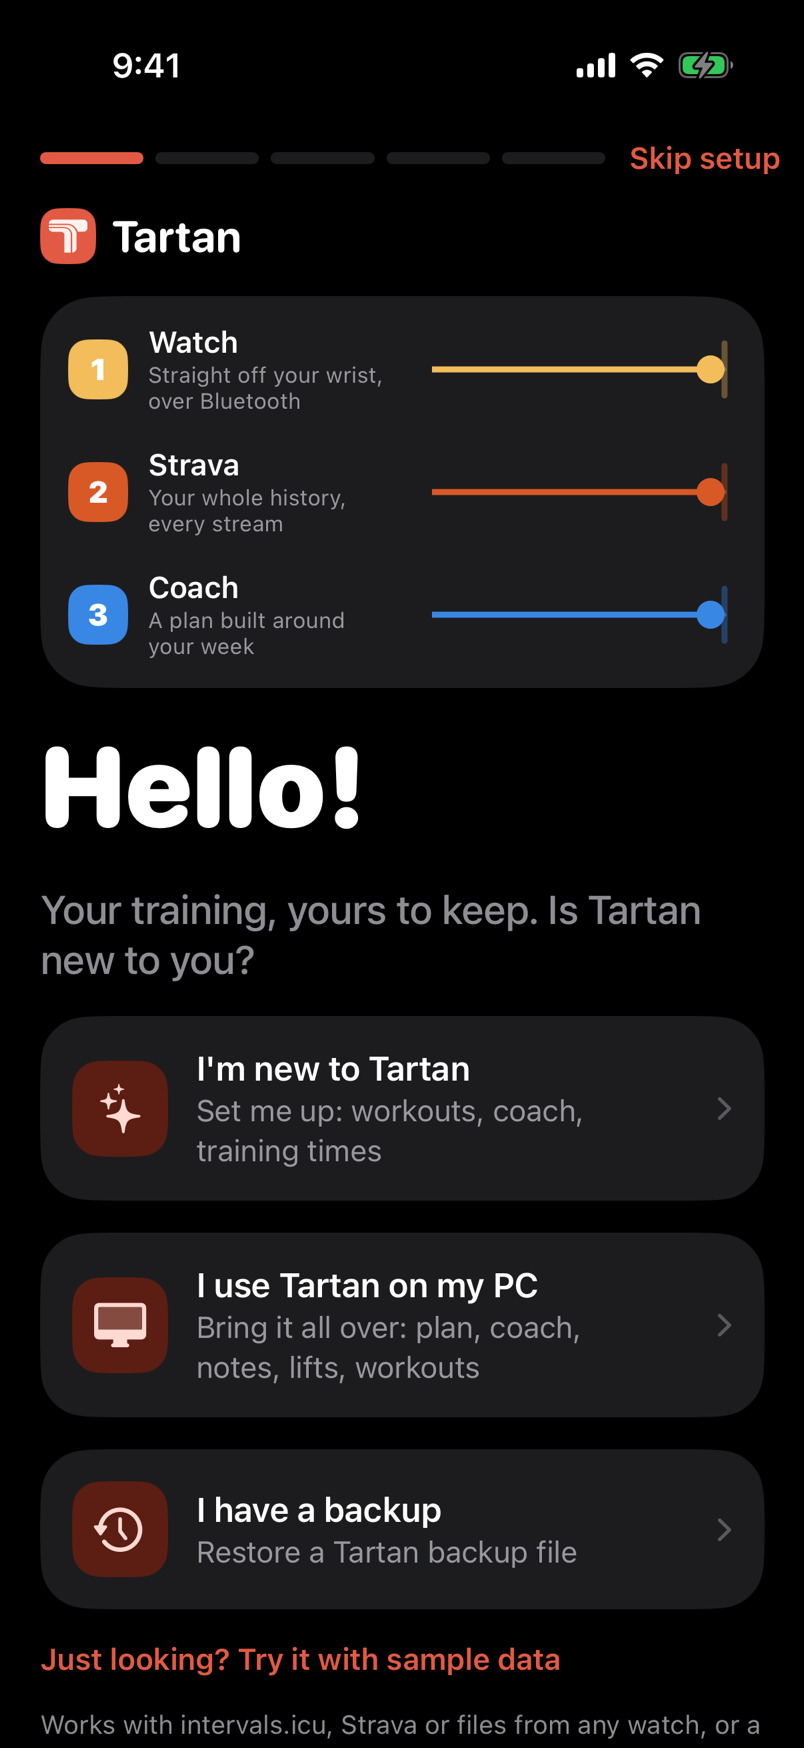 9:41
Skip setup
Tartan
1
Watch
Straight off your wrist,
over Bluetooth
2
Strava
Your whole history,
every stream
3
Coach
A plan built around
your week
Hello!
Your training, yours to keep. Is Tartan
new to you?
I'm new to Tartan
Set me up: workouts, coach,
training times
I use Tartan on my PC
Bring it all over: plan, coach,
notes, lifts, workouts
I have a backup
Restore a Tartan backup file
Just looking? Try it with sample data
Works with intervals.icu, Strava or files from any watch, or a